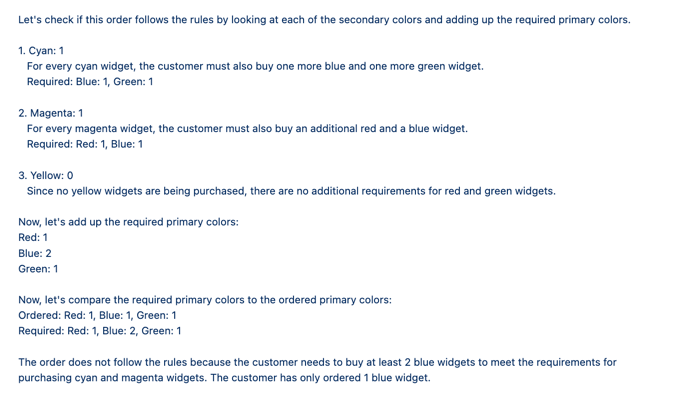 Let's check if this order follows the rules by looking at each of the secondary colors and adding up the required primary colors.
1. Cyan: 1
For every cyan widget, the customer must also buy one more blue and one more green widget.
Required: Blue: 1, Green: 1
2. Magenta: 1
For every magenta widget, the customer must also buy an additional red and a blue widget.
Required: Red: 1, Blue: 1
3. Yellow: 0
Since no yellow widgets are being purchased, there are no additional requirements for red and green widgets.
Now, let's add up the required primary colors:
Red: 1
Blue: 2
Green: 1
Now, let's compare the required primary colors to the ordered primary colors:
Ordered: Red: 1, Blue: 1, Green: 1
Required: Red: 1, Blue: 2, Green: 1
The order does not follow the rules because the customer needs to buy at least 2 blue widgets to meet the requirements for
purchasing cyan and magenta widgets. The customer has only ordered 1 blue widget.